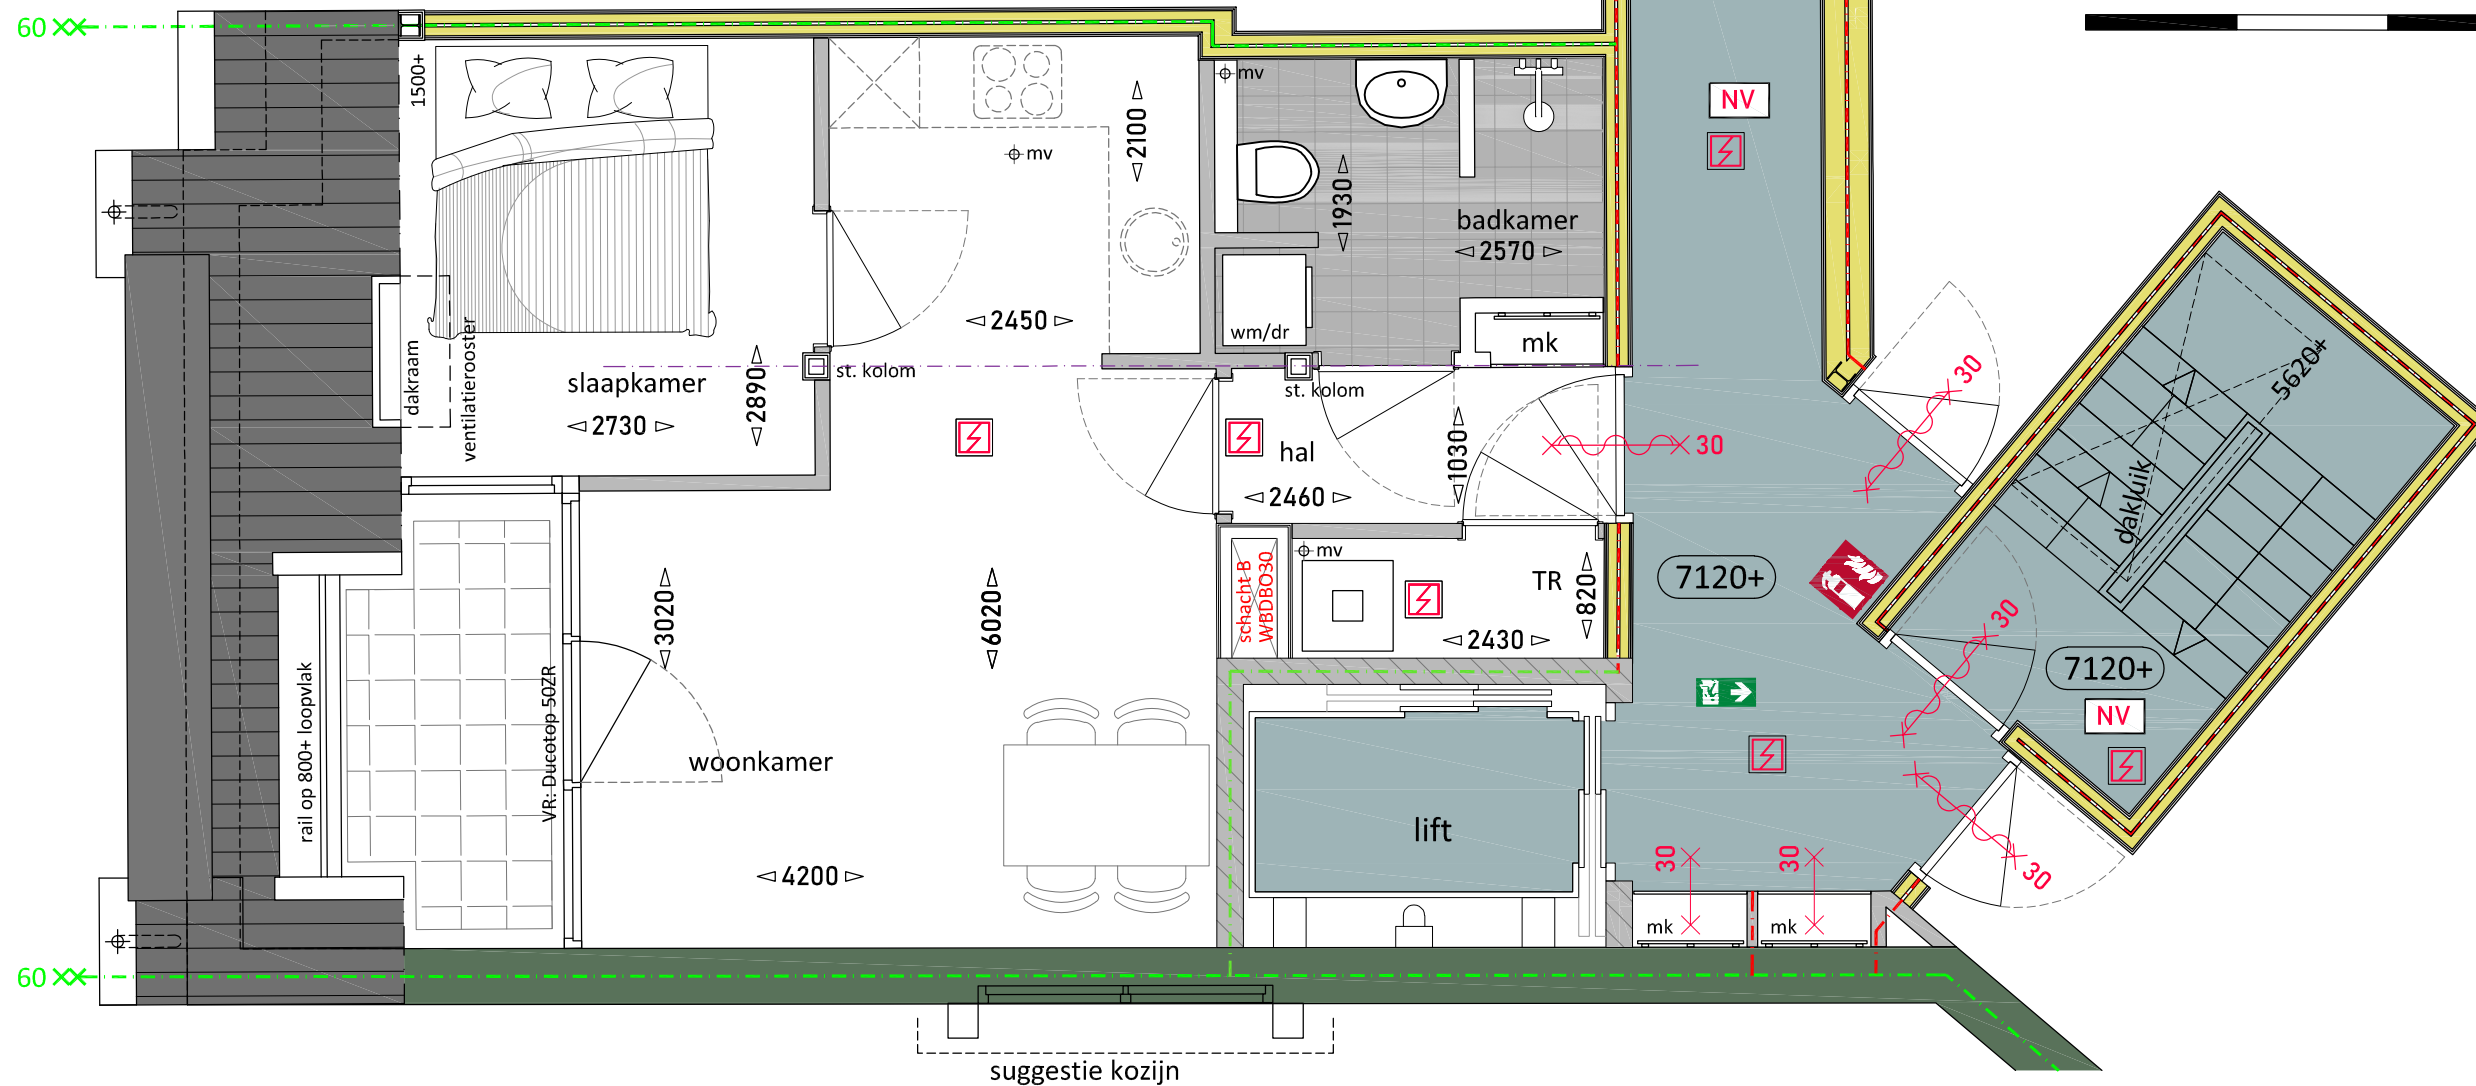 60
1500+
mv
NV
2100
mv
1930
badkamer
2570
2450
wm/dr
mk
5620+
dakraam
ventilatierooster
slaapkamer
2890
st. kolom
st. kolom
30
2730
1030
30
hal
2460
dakluik
schacht B
WBDBO30
mv
TR
820
7120+
3020
6020
2430
30
7120+
NV
rail op 800+ loopvlak
VR: Ducotop 50ZR
woonkamer
lift
4200
30
30
30
mk
mk
60
suggestie kozijn